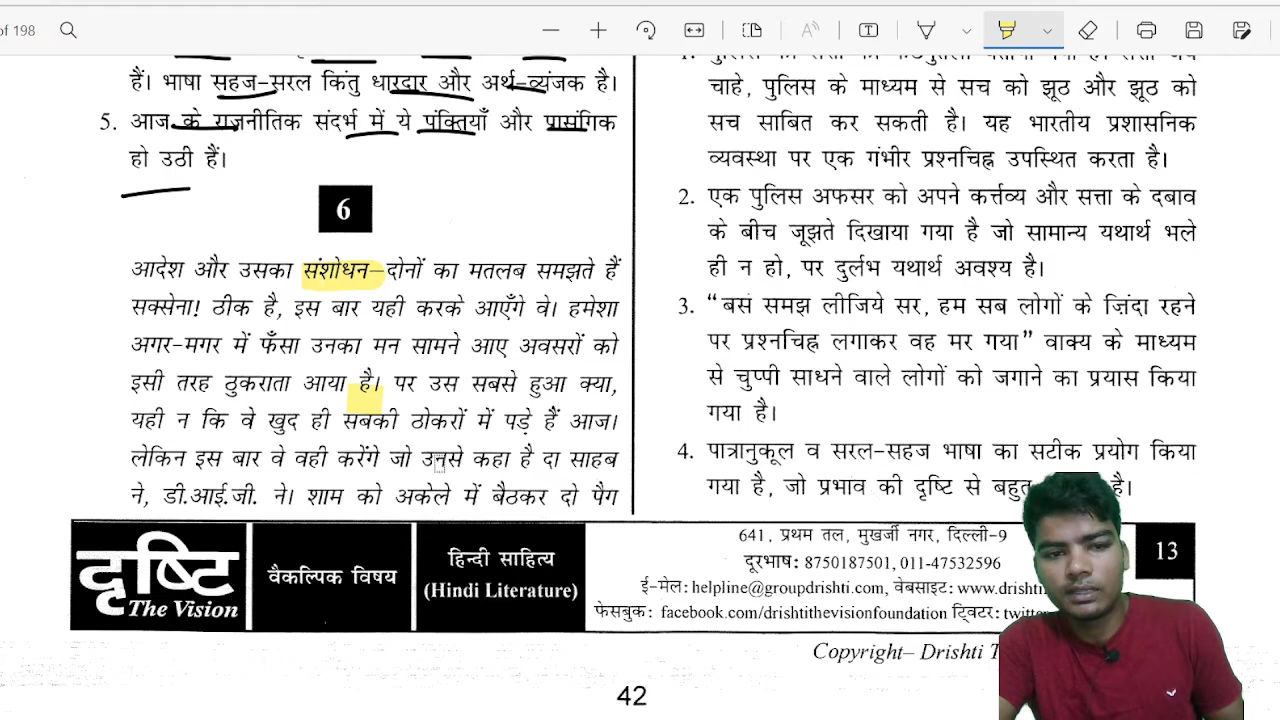 of 198
हैं। भाषा सहज-सरल किंतु धारदार और अर्थ-व्यंजक है।
5. आज के राजनीतिक संदर्भ में ये पंक्तियाँ और प्रासंगिक
हो उठी हैं।
6
आदेश और उसका संशोधन–दोनों का मतलब समझते हैं
सक्सेना! ठीक है, इस बार यही करके आएँगे वे। हमेशा
अगर-मगर में फँसा उनका मन सामने आए अवसरों को
इसी तरह ठुकराता आया है। पर उस सबसे हुआ क्या,
यही न कि वे खुद ही सबकी ठोकरों में पड़े हैं आज।
लेकिन इस बार वे वही करेंगे जो उनसे कहा है दा साहब
ने, डी.आई.जी. ने। शाम को अकेले में बैठकर दो पैग
चाहे, पुलिस के माध्यम से सच को झूठ और झूठ को
सच साबित कर सकती है। यह भारतीय प्रशासनिक
व्यवस्था पर एक गंभीर प्रश्नचिह्न उपस्थित करता है।
2. एक पुलिस अफसर को अपने कर्त्तव्य और सत्ता के दबाव
के बीच जूझते दिखाया गया है जो सामान्य यथार्थ भले
ही न हो, पर दुर्लभ यथार्थ अवश्य है।
3. “बस समझ लीजिये सर, हम सब लोगों के ज़िंदा रहने
पर प्रश्नचिह्न लगाकर वह मर गया” वाक्य के माध्यम
से चुप्पी साधने वाले लोगों को जगाने का प्रयास किया
गया है।
4. पात्रानुकूल व सरल-सहज भाषा का सटीक प्रयोग किया
गया है, जो प्रभाव की दृष्टि से है।
दृष्टि
The Vision
वैकल्पिक विषय
हिन्दी साहित्य
(Hindi Literature)
641, प्रथम तल, मुखर्जी नगर, दिल्ली-9
दूरभाष: 8750187501, 011-47532596
ई-मेल: helpline@groupdrishti.com, वेबसाइट: www.drishti
फेसबुक: facebook.com/drishtithevisionfoundation ट्विटर: twitter
13
Copyright– Drishti
42